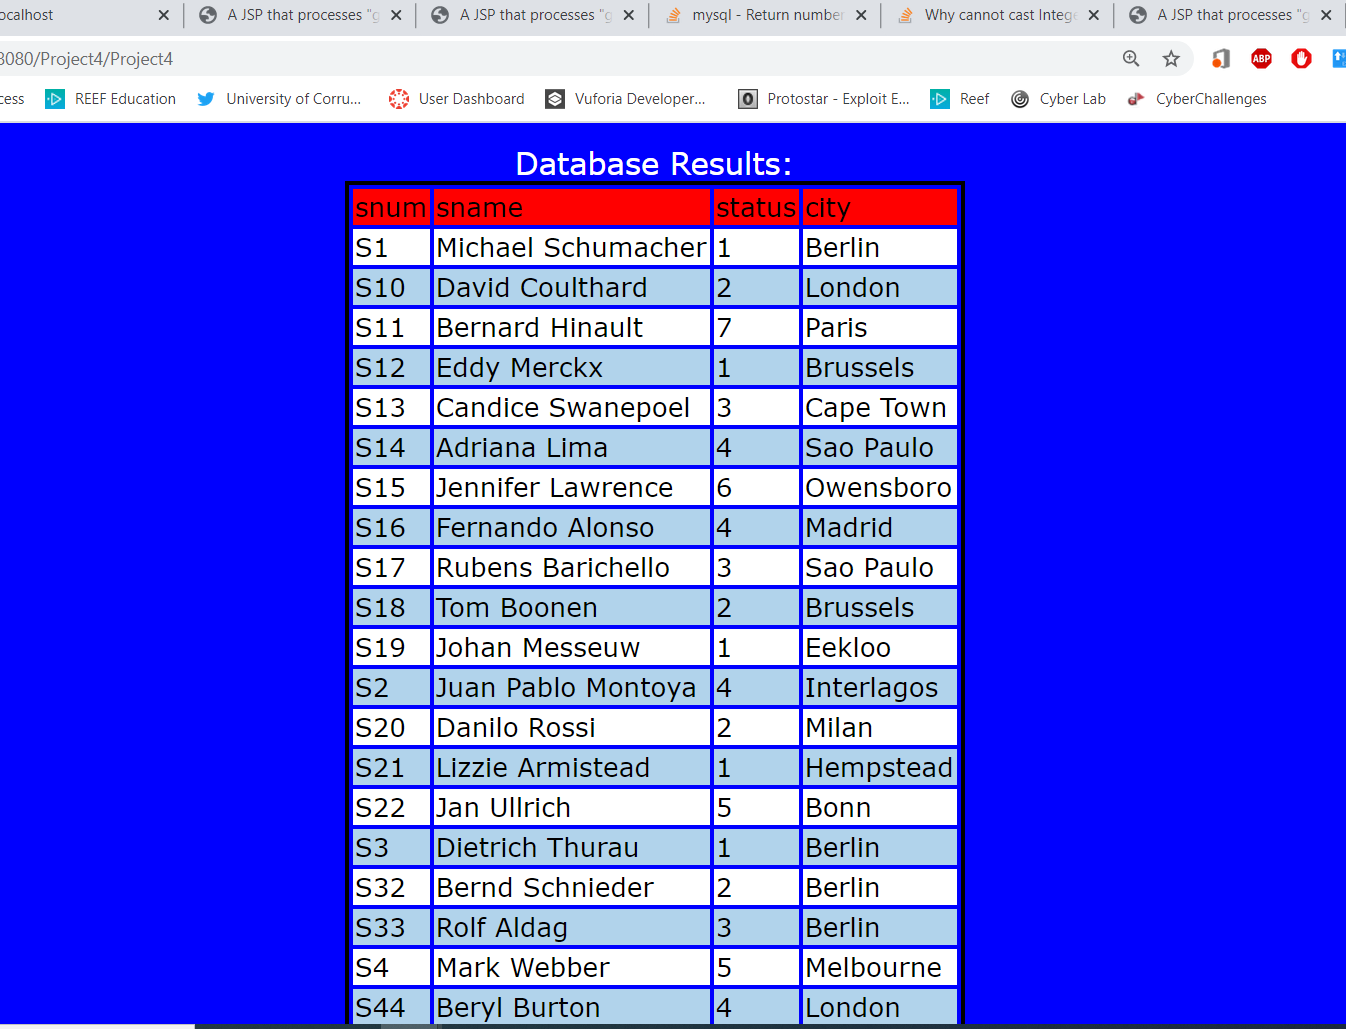 ocalhost A JSP that processes "g A JSP that processes "g mysql - Return number Why cannot cast Intege A JSP that processes "g
8080/Project4/Project4
ABP
cess REEF Education University of Corru... User Dashboard Vuforia Developer... Protostar - Exploit E... Reef Cyber Lab CyberChallenges
Database Results:
snum sname status city
S1 Michael Schumacher 1 Berlin
S10 David Coulthard 2 London
S11 Bernard Hinault 7 Paris
S12 Eddy Merckx 1 Brussels
S13 Candice Swanepoel 3 Cape Town
S14 Adriana Lima 4 Sao Paulo
S15 Jennifer Lawrence 6 Owensboro
S16 Fernando Alonso 4 Madrid
S17 Rubens Barichello 3 Sao Paulo
S18 Tom Boonen 2 Brussels
S19 Johan Messeuw 1 Eekloo
S2 Juan Pablo Montoya 4 Interlagos
S20 Danilo Rossi 2 Milan
S21 Lizzie Armistead 1 Hempstead
S22 Jan Ullrich 5 Bonn
S3 Dietrich Thurau 1 Berlin
S32 Bernd Schnieder 2 Berlin
S33 Rolf Aldag 3 Berlin
S4 Mark Webber 5 Melbourne
S44 Beryl Burton 4 London